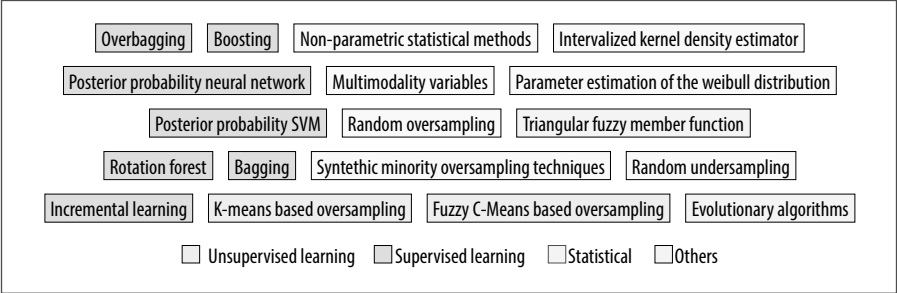 Overbagging Boosting Non-parametric statistical methods Intervalized kernel density estimator
Posterior probability neural network Multimodality variables Parameter estimation of the weibull distribution
Posterior probability SVM Random oversampling Triangular fuzzy member function
Rotation forest Bagging Syntethic minority oversampling techniques Random undersampling
Incremental learning K-means based oversampling Fuzzy C-Means based oversampling Evolutionary algorithms
Unsupervised learning Supervised learning Statistical Others